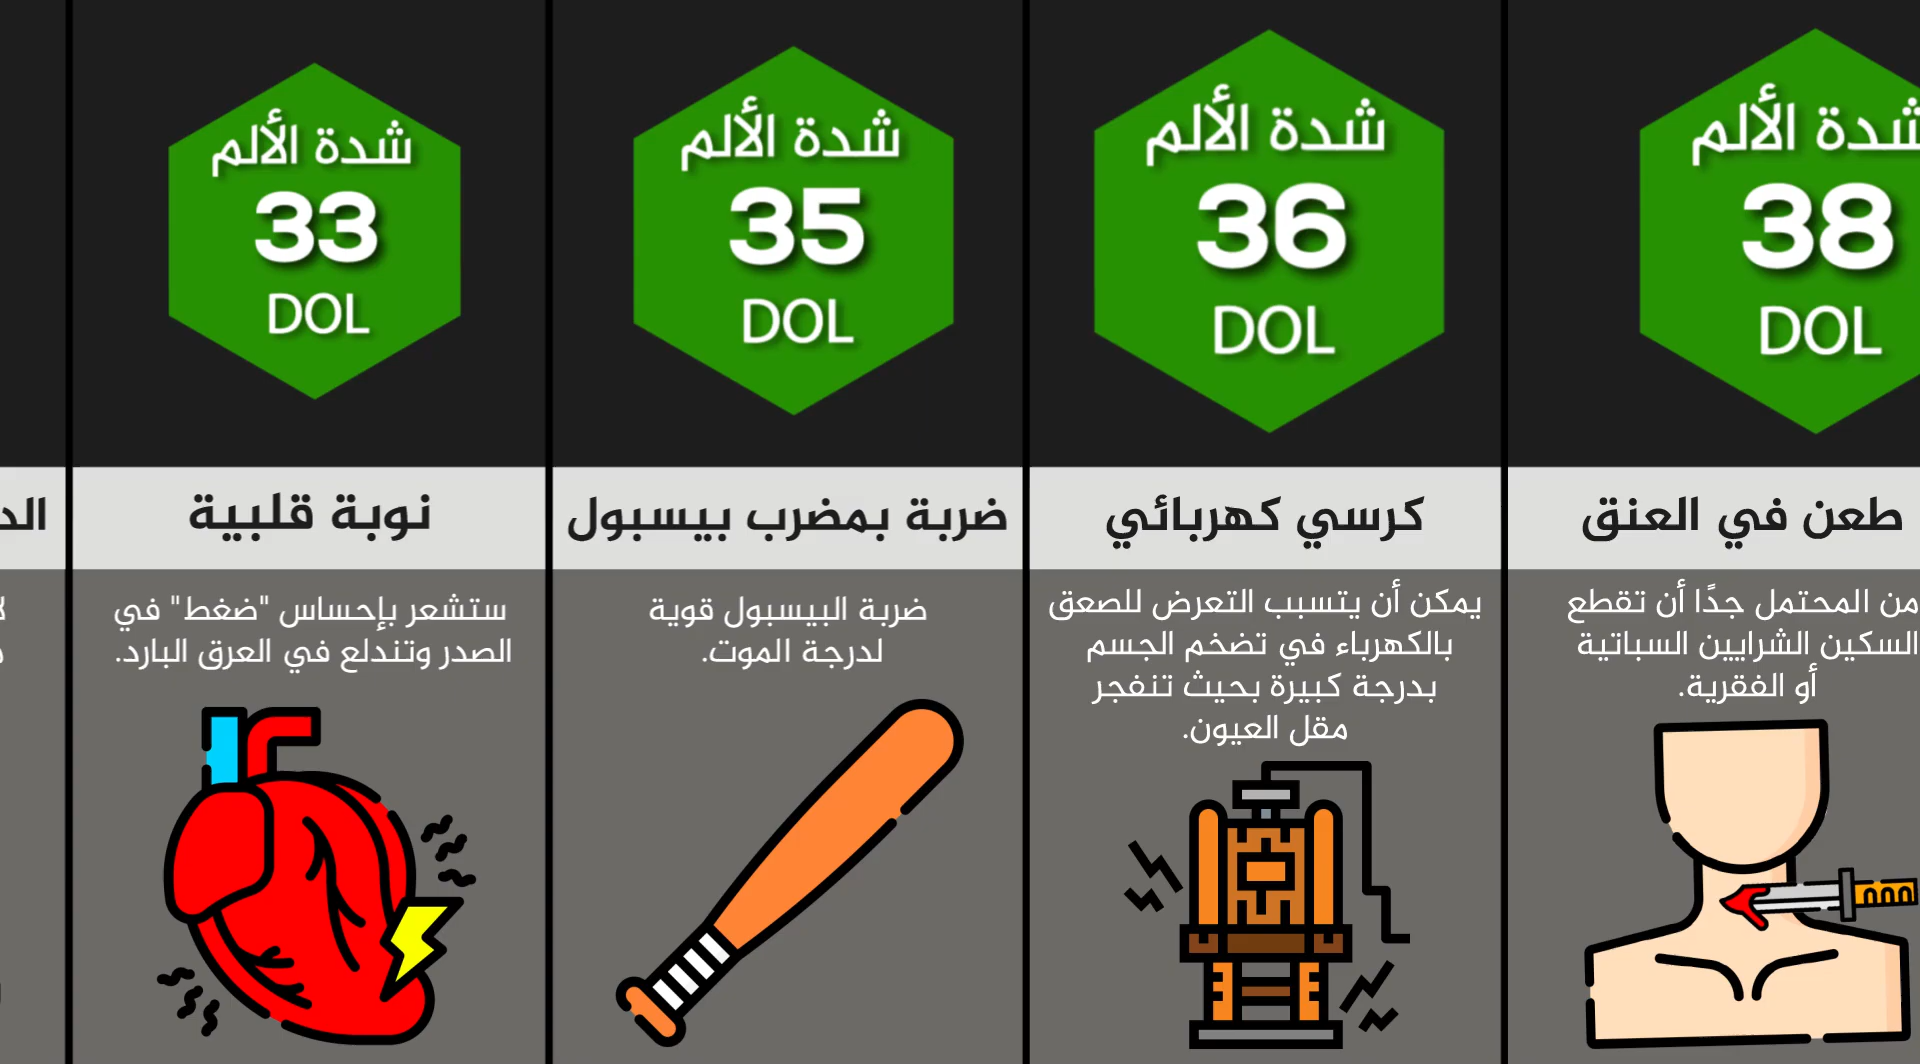 شدة الألم
33
DOL
نوبة قلبية
ستشعر بإحساس "ضغط" في
الصدر وتندلع في العرق البارد.
شدة الألم
35
DOL
ضربة بمضرب بيسبول
ضربة البيسبول قوية
لدرجة الموت.
شدة الألم
36
DOL
كرسي كهربائي
يمكن أن يتسبب التعرض للصعق
بالكهرباء في تضخم الجسم
بدرجة كبيرة بحيث تنفجر
مقل العيون.
شدة الألم
38
DOL
طعن في العنق
من المحتمل جدًا أن تقطع
السكين الشرايين السباتية
أو الفقرية.